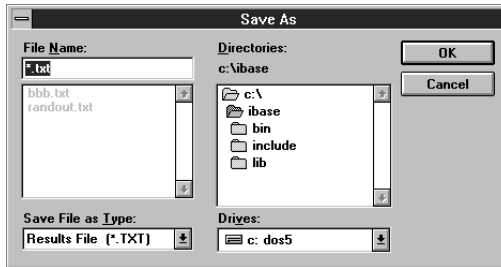 Save As
File Name:
*.txt
bbb.txt
randout.txt
Save File as Type:
Results File (*.TXT)
Directories:
c:\ibase
c:\
ibase
bin
include
lib
Drives:
c: dos5
OK
Cancel